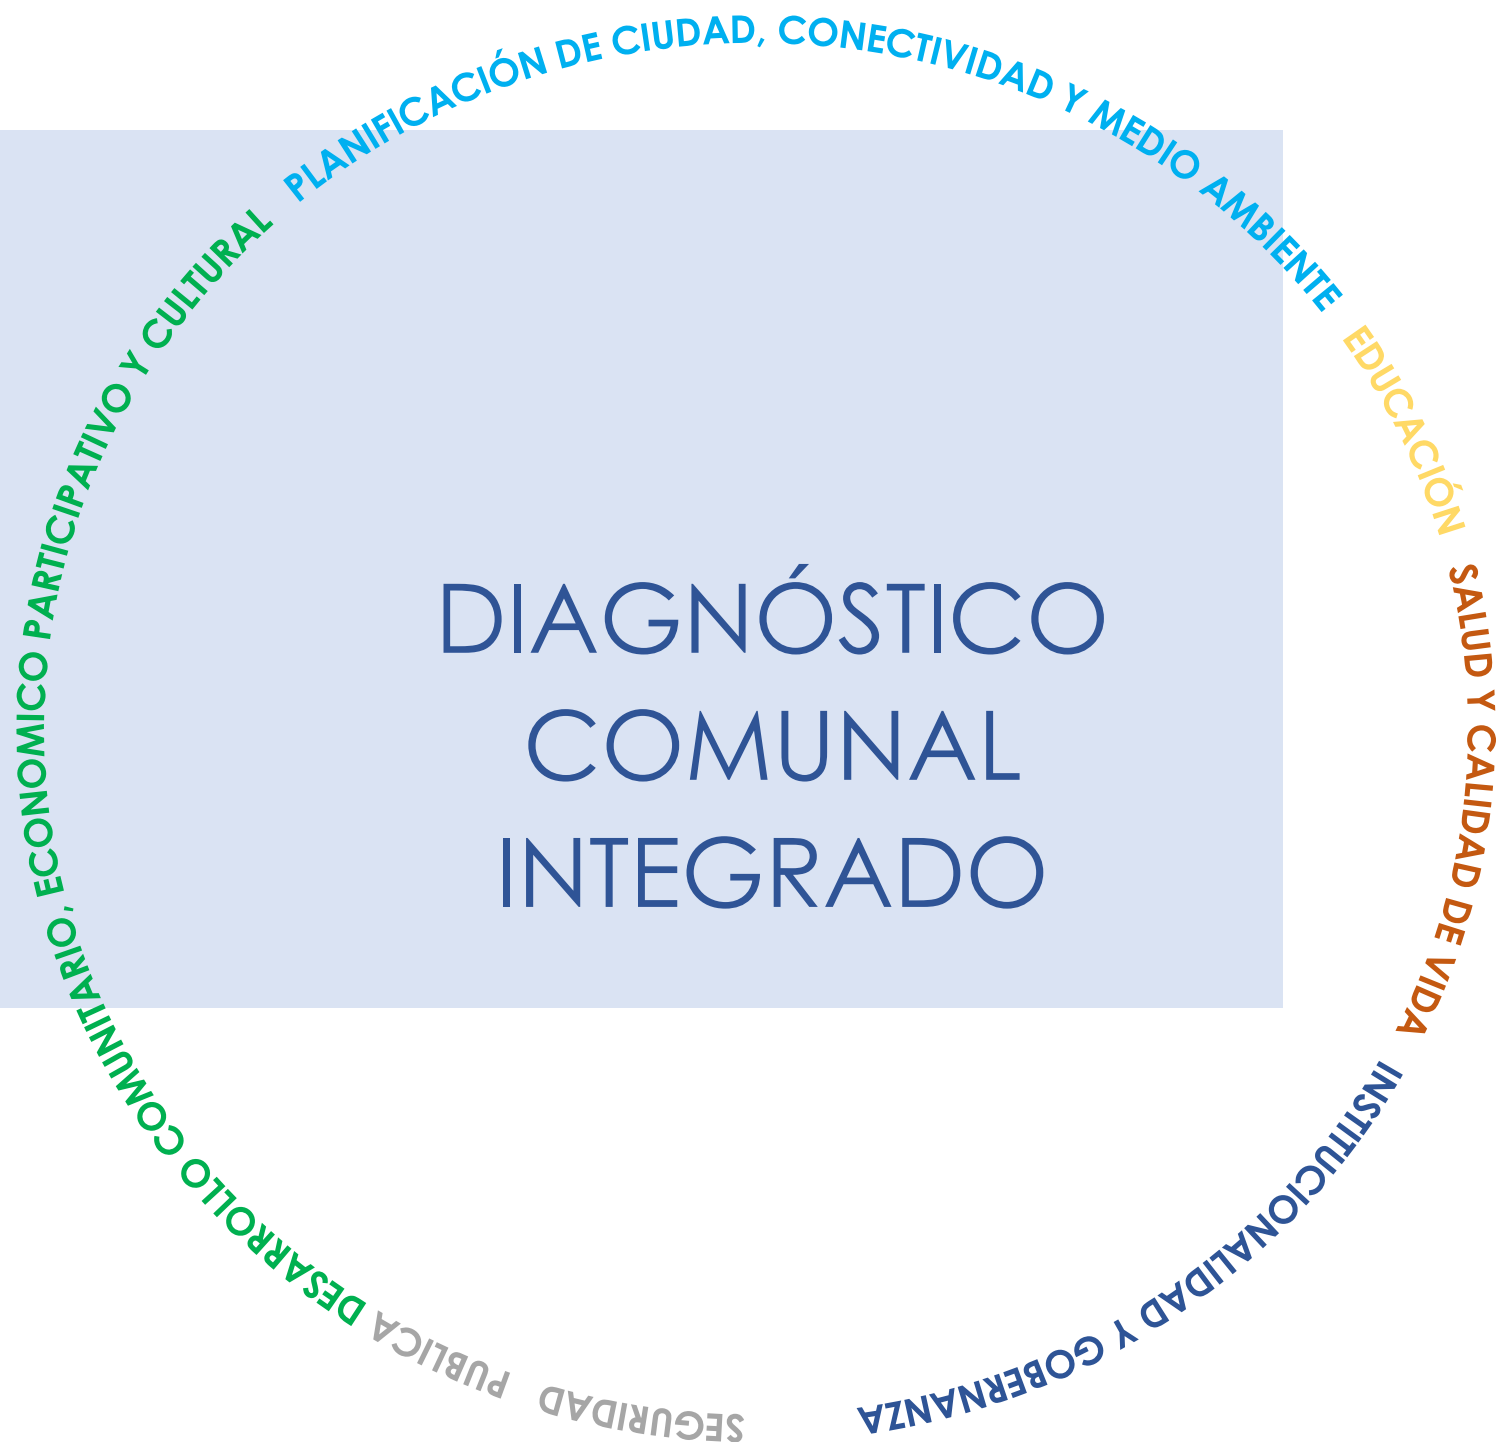 PLANIFICACIÓN DE CIUDAD, CONECTIVIDAD Y MEDIO AMBIENTE
EDUCACIÓN
SALUD Y CALIDAD DE VIDA
INSTITUCIONALIDAD Y GOBERNANZA
SEGURIDAD PUBLICA
DESARROLLO COMUNITARIO, ECONOMICO PARTICIPATIVO Y CULTURAL
DIAGNÓSTICO
COMUNAL
INTEGRADO